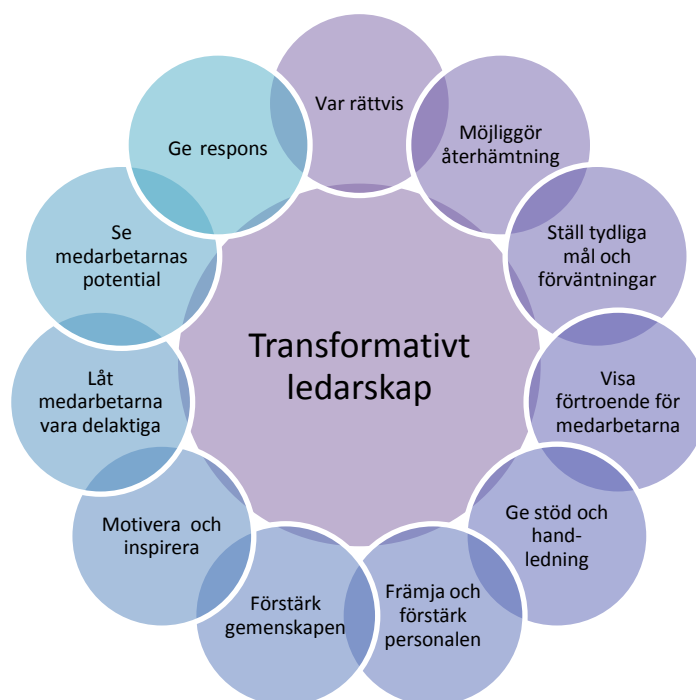 Var rättvis
Möjliggör
återhämtning
Ställ tydliga
mål och
förväntningar
Visa
förtroende för
medarbetarna
Ge stöd och
hand-
ledning
Främja och
förstärk
personalen
Förstärk
gemenskapen
Motivera och
inspirera
Låt
medarbetarna
vara delaktiga
Se
medarbetarnas
potential
Ge respons
Transformativt
ledarskap